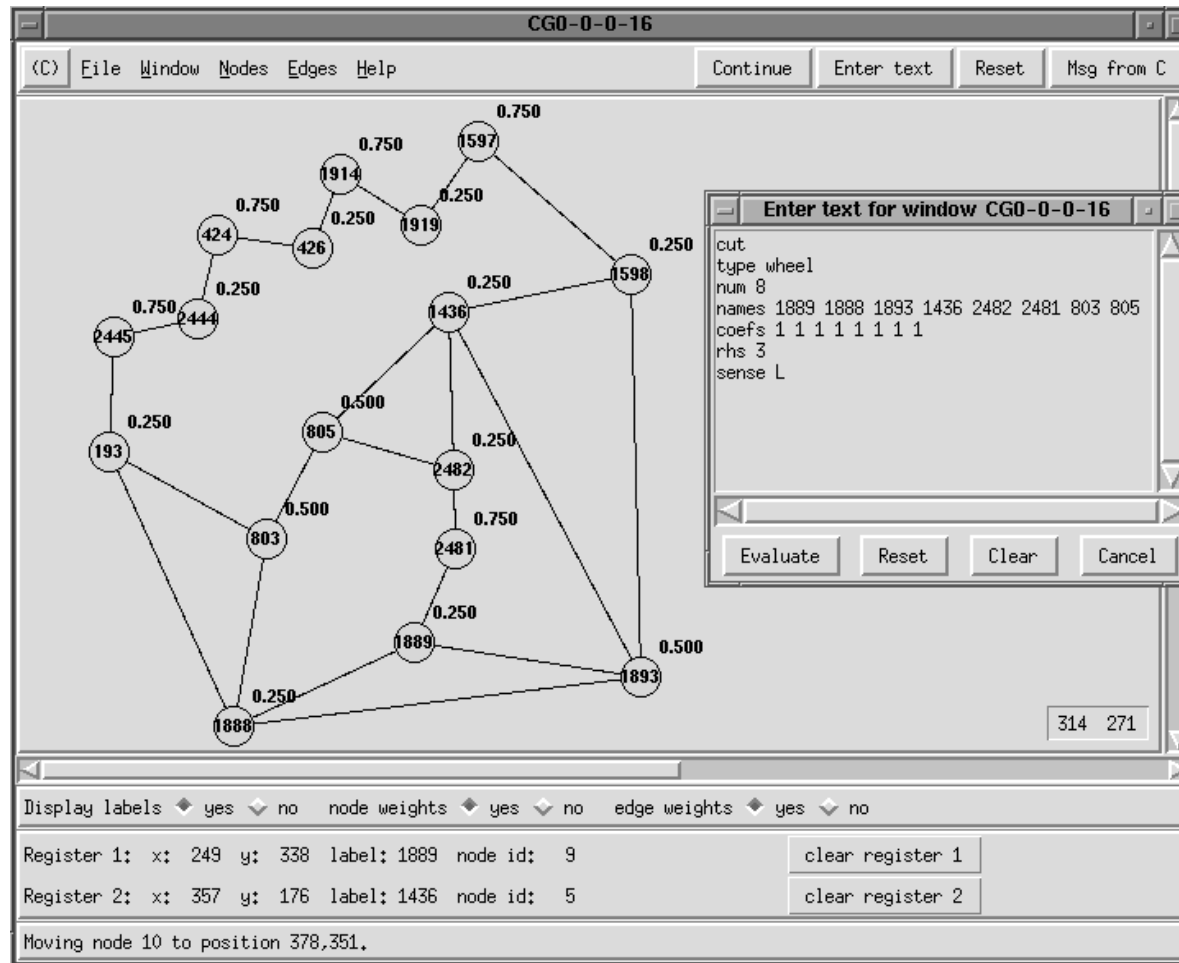 CG0-0-0-16
(C) File Window Nodes Edges Help Continue Enter text Reset Msg from C
0.750
1597
0.750
1914
0.250
1919
0.750
424
0.250
426
0.250
1598
0.250
1436
0.750
2445
0.250
2444
0.500
805
0.250
193
0.250
2482
0.500
803
0.750
2481
0.250
1889
0.500
1893
0.250
1888
314 271
Enter text for window CG0-0-0-16
cut
type wheel
num 8
names 1889 1888 1893 1436 2482 2481 803 805
coefs 1 1 1 1 1 1 1 1
rhs 3
sense L
Evaluate Reset Clear Cancel
Display labels yes no node weights yes no edge weights yes no
Register 1: x: 249 y: 338 label: 1889 node id: 9 clear register 1
Register 2: x: 357 y: 176 label: 1436 node id: 5 clear register 2
Moving node 10 to position 378,351.